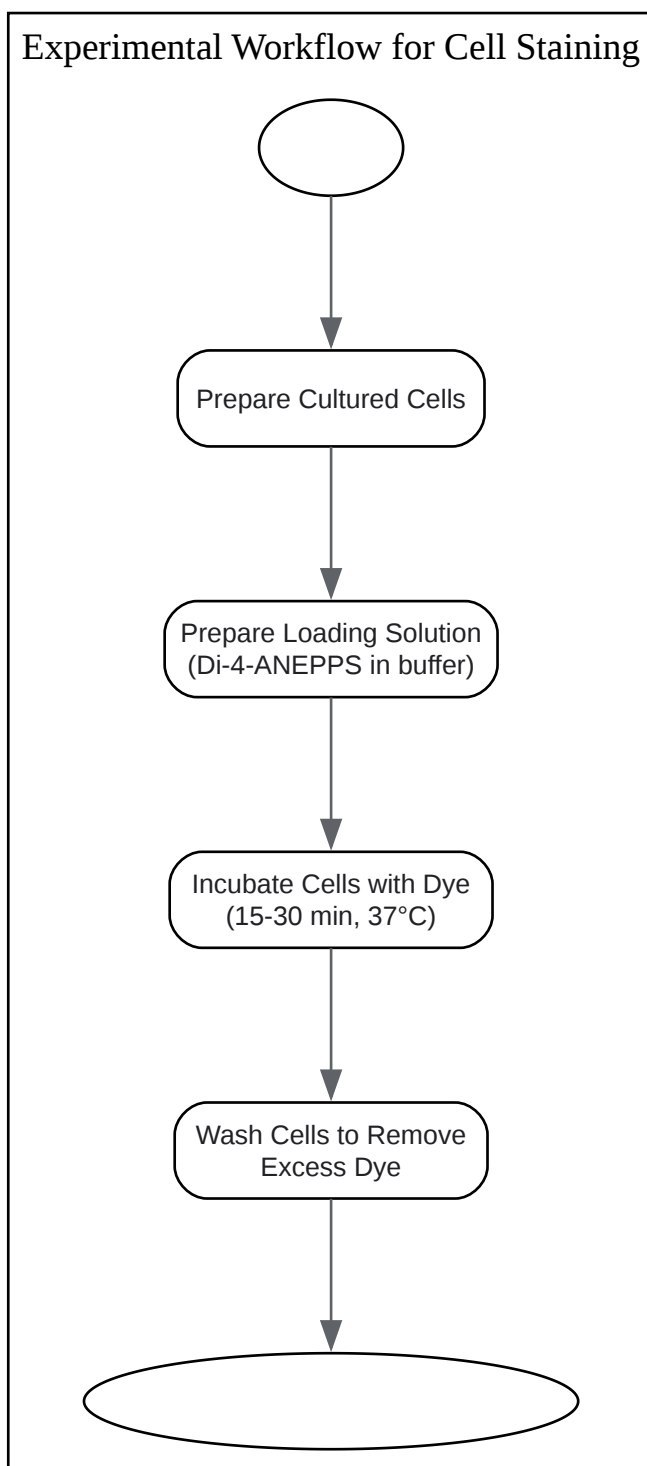 Experimental Workflow for Cell Staining
Prepare Cultured Cells
Prepare Loading Solution
(Di-4-ANEPPS in buffer)
Incubate Cells with Dye
(15-30 min, 37°C)
Wash Cells to Remove
Excess Dye